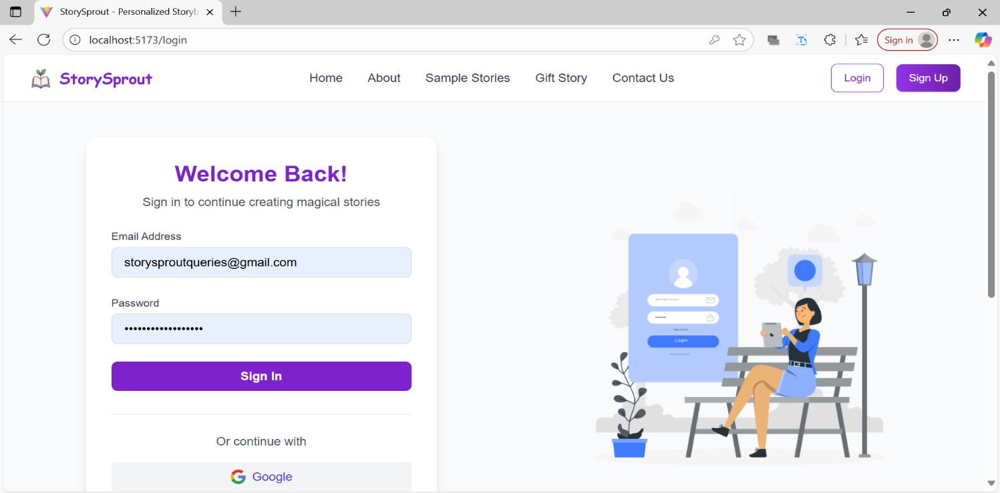 StorySprout - Personalized Storyb
localhost:5173/login
Sign in
StorySprout
Home About Sample Stories Gift Story Contact Us
Login Sign Up
Welcome Back!
Sign in to continue creating magical stories
Email Address
storysproutqueries@gmail.com
Password
••••••••••••••••••
Sign In
Or continue with
Google
Login